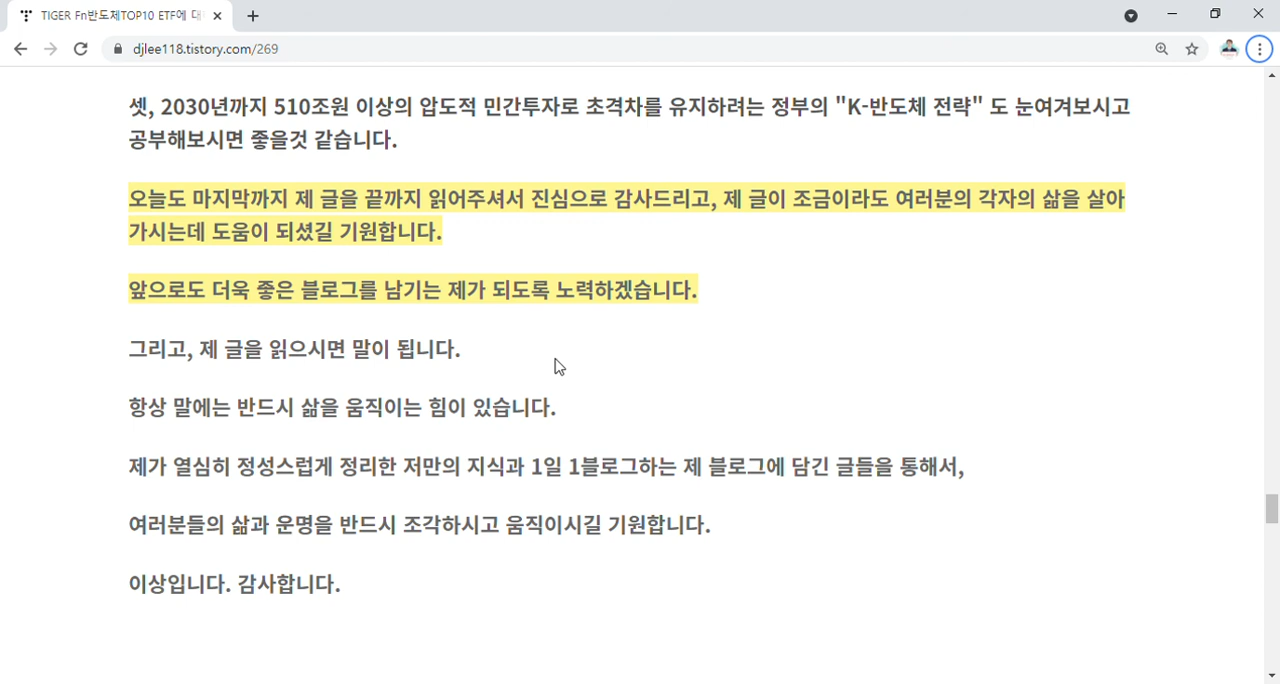 TIGER Fn반도체TOP10 ETF에 대
djlee118.tistory.com/269
셋, 2030년까지 510조원 이상의 압도적 민간투자로 초격차를 유지하려는 정부의 "K-반도체 전략" 도 눈여겨보시고
공부해보시면 좋을것 같습니다.
오늘도 마지막까지 제 글을 끝까지 읽어주셔서 진심으로 감사드리고, 제 글이 조금이라도 여러분의 각자의 삶을 살아
가시는데 도움이 되셨길 기원합니다.
앞으로도 더욱 좋은 블로그를 남기는 제가 되도록 노력하겠습니다.
그리고, 제 글을 읽으시면 말이 됩니다.
항상 말에는 반드시 삶을 움직이는 힘이 있습니다.
제가 열심히 정성스럽게 정리한 저만의 지식과 1일 1블로그하는 제 블로그에 담긴 글들을 통해서,
여러분들의 삶과 운명을 반드시 조각하시고 움직이시길 기원합니다.
이상입니다. 감사합니다.